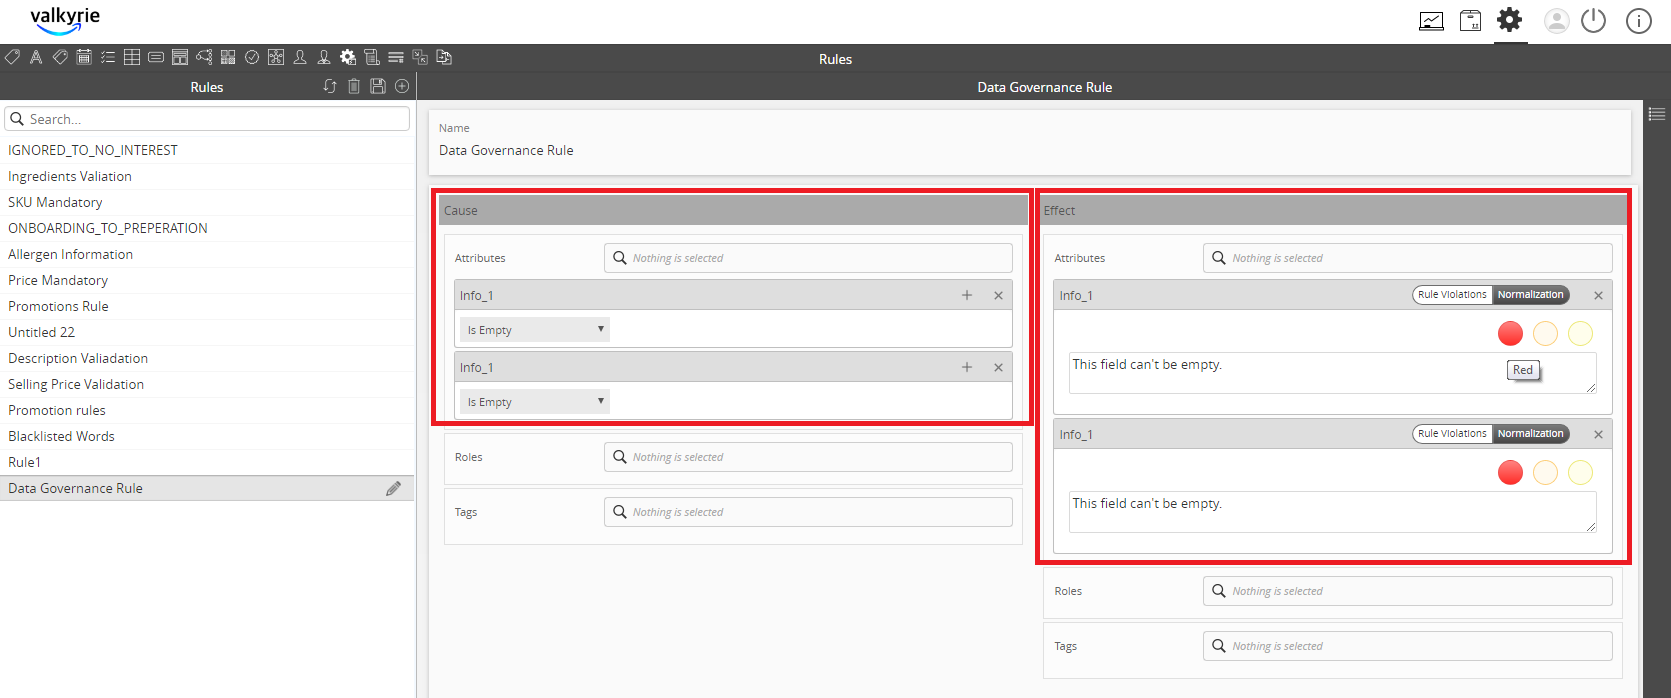 valkyrie
Rules
Rules
Data Governance Rule
Search...
IGNORED_TO_NO_INTEREST
Ingredients Valiation
SKU Mandatory
ONBOARDING_TO_PREPERATION
Allergen Information
Price Mandatory
Promotions Rule
Untitled 22
Description Valiadation
Selling Price Validation
Promotion rules
Blacklisted Words
Rule1
Data Governance Rule
Name
Data Governance Rule
Cause
Attributes
Nothing is selected
Info_1
Is Empty
Info_1
Is Empty
Roles
Nothing is selected
Tags
Nothing is selected
Effect
Attributes
Nothing is selected
Info_1 Rule Violations Normalization
This field can't be empty.
Red
Info_1 Rule Violations Normalization
This field can't be empty.
Roles
Nothing is selected
Tags
Nothing is selected